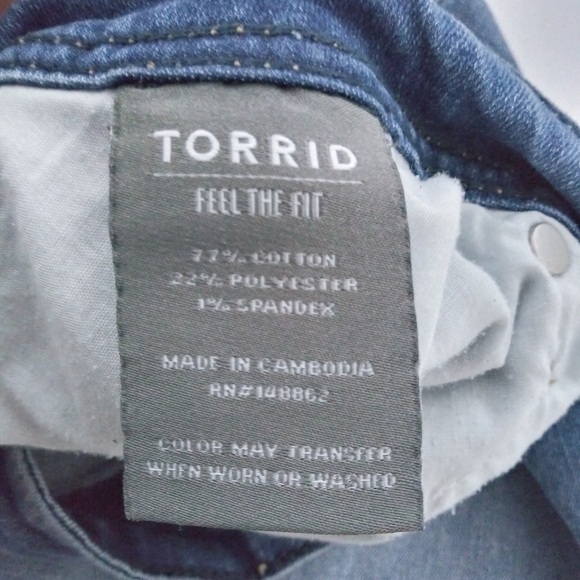 TORRID
FEEL THE FIT
77% COTTON
22% POLYESTER
1% SPANDEX
MADE IN CAMBODIA
RN#148862
COLOR MAY TRANSFER
WHEN WORN OR WASHED